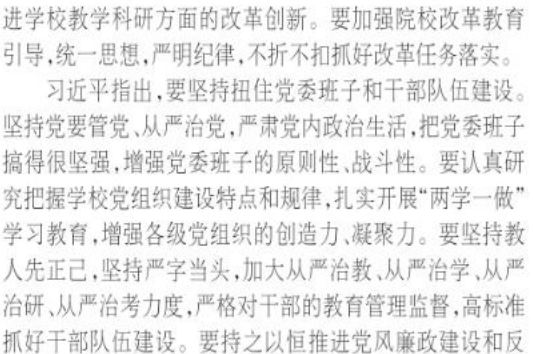 进学校教学科研方面的改革创新。要加强院校改革教育
引导,统一思想,严明纪律,不折不扣抓好改革任务落实。
习近平指出,要坚持扭住党委班子和干部队伍建设。
坚持党要管党、从严治党,严肃党内政治生活,把党委班子
搞得很坚强,增强党委班子的原则性、战斗性。要认真研
究把握学校党组织建设特点和规律,扎实开展“两学一做”
学习教育,增强各级党组织的创造力、凝聚力。要坚持教
人先正己,坚持严字当头,加大从严治教、从严治学、从严
治研、从严治考力度,严格对干部的教育管理监督,高标准
抓好干部队伍建设。要持之以恒推进党风廉政建设和反